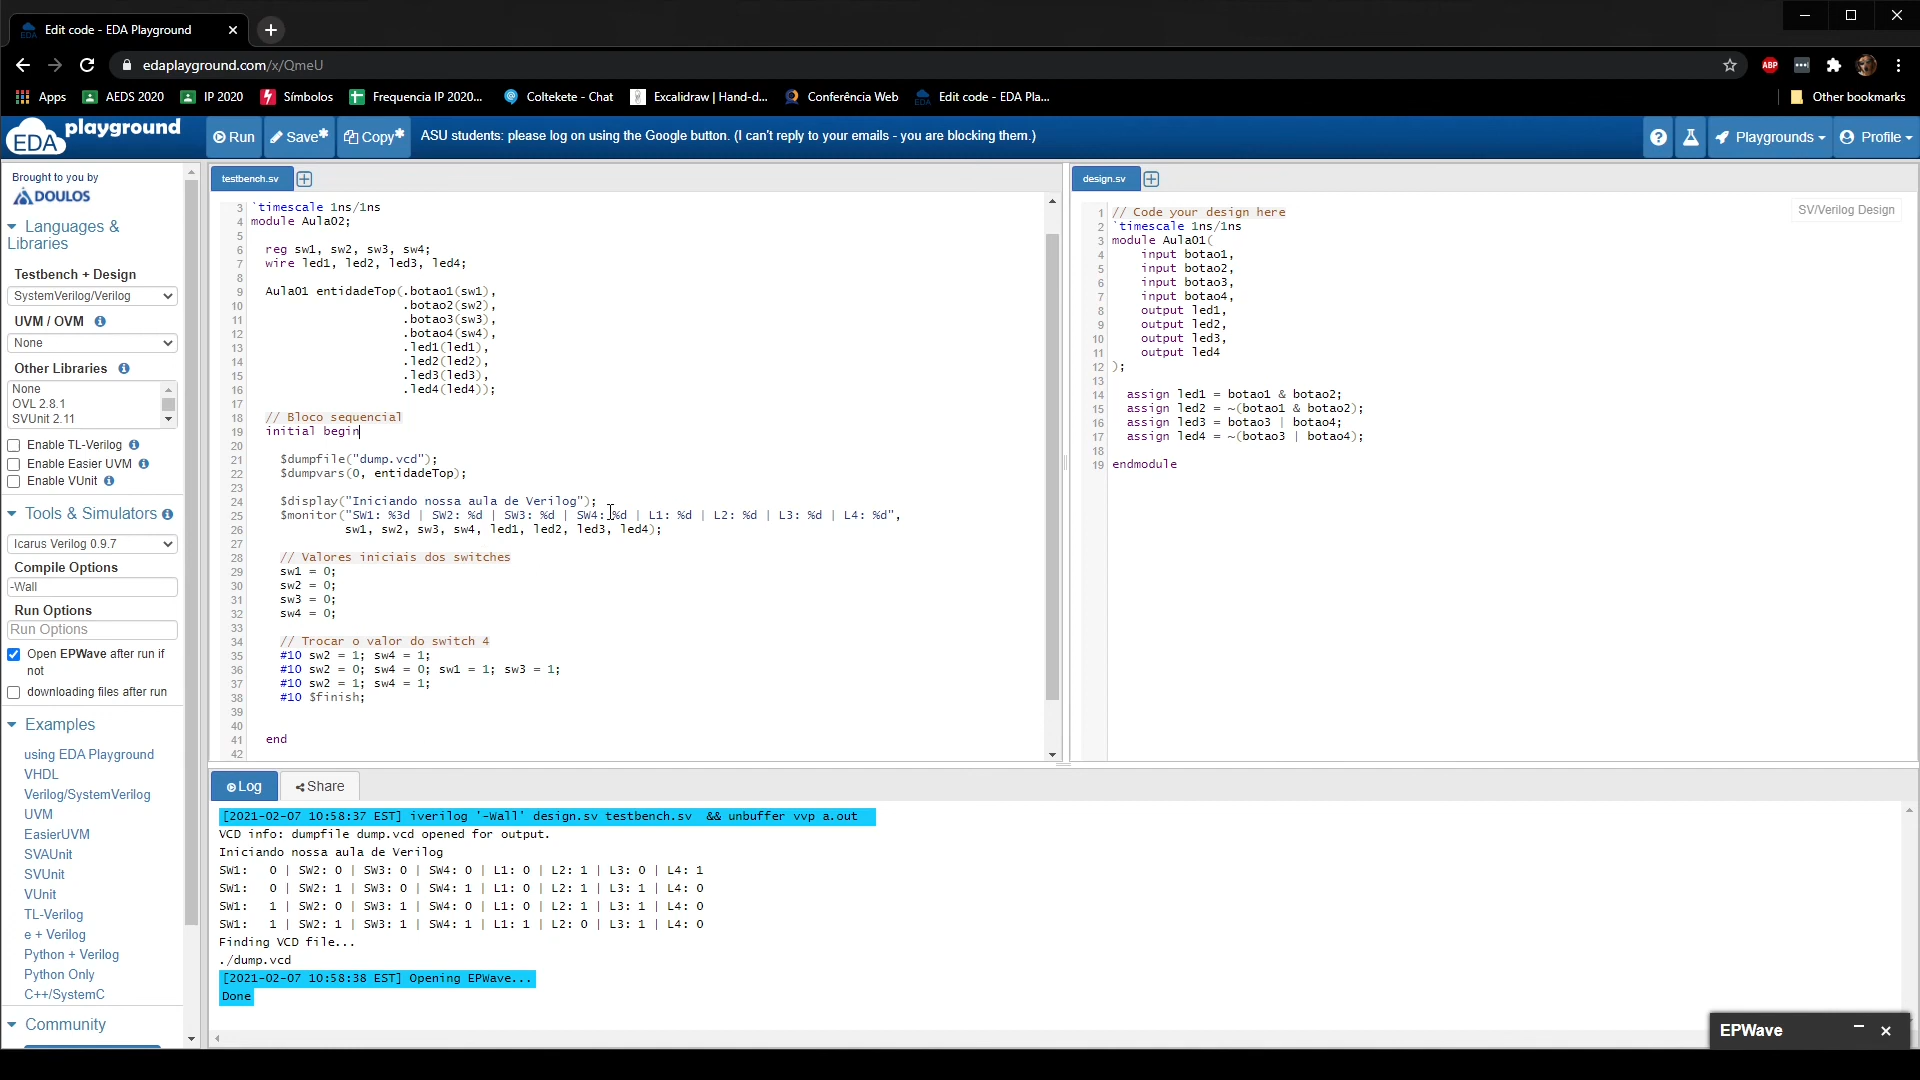 Edit code - EDA Playground
edaplayground.com/x/QmeU
ABP
Apps
AEDS 2020
IP 2020
Símbolos
Frequencia IP 2020...
Coltekete - Chat
Excalidraw | Hand-d...
Conferência Web
Edit code - EDA Pla...
Other bookmarks
EDA playground
Run
Save*
Copy*
ASU students: please log on using the Google button. (I can't reply to your emails - you are blocking them.)
Playgrounds
Profile
Brought to you by
DOULOS
Languages &
Libraries
Testbench + Design
SystemVerilog/Verilog
UVM / OVM
None
Other Libraries
None
OVL 2.8.1
SVUnit 2.11
Enable TL-Verilog
Enable Easier UVM
Enable VUnit
Tools & Simulators
Icarus Verilog 0.9.7
Compile Options
-Wall
Run Options
Run Options
Open EPWave after run if
not
downloading files after run
Examples
using EDA Playground
VHDL
Verilog/SystemVerilog
UVM
EasierUVM
SVAUnit
SVUnit
VUnit
TL-Verilog
e + Verilog
Python + Verilog
Python Only
C++/SystemC
Community
testbench.sv
3 `timescale 1ns/1ns
4 module Aula02;
5
6 reg sw1, sw2, sw3, sw4;
7 wire led1, led2, led3, led4;
8
9 Aula01 entidadeTop(.botao1(sw1),
10 .botao2(sw2),
11 .botao3(sw3),
12 .botao4(sw4),
13 .led1(led1),
14 .led2(led2),
15 .led3(led3),
16 .led4(led4));
17
18 // Bloco sequencial
19 initial begin
20
21 $dumpfile("dump.vcd");
22 $dumpvars(0, entidadeTop);
23
24 $display("Iniciando nossa aula de Verilog");
25 $monitor("SW1: %3d | SW2: %d | SW3: %d | SW4: %d | L1: %d | L2: %d | L3: %d | L4: %d",
26 sw1, sw2, sw3, sw4, led1, led2, led3, led4);
27
28 // Valores iniciais dos switches
29 sw1 = 0;
30 sw2 = 0;
31 sw3 = 0;
32 sw4 = 0;
33
34 // Trocar o valor do switch 4
35 #10 sw2 = 1; sw4 = 1;
36 #10 sw2 = 0; sw4 = 0; sw1 = 1; sw3 = 1;
37 #10 sw2 = 1; sw4 = 1;
38 #10 $finish;
39
40
41 end
42
design.sv
SV/Verilog Design
1 // Code your design here
2 `timescale 1ns/1ns
3 module Aula01(
4 input botao1,
5 input botao2,
6 input botao3,
7 input botao4,
8 output led1,
9 output led2,
10 output led3,
11 output led4
12 );
13
14 assign led1 = botao1 & botao2;
15 assign led2 = ~(botao1 & botao2);
16 assign led3 = botao3 | botao4;
17 assign led4 = ~(botao3 | botao4);
18
19 endmodule
Log
Share
[2021-02-07 10:58:37 EST] iverilog '-Wall' design.sv testbench.sv && unbuffer vvp a.out
VCD info: dumpfile dump.vcd opened for output.
Iniciando nossa aula de Verilog
SW1: 0 | SW2: 0 | SW3: 0 | SW4: 0 | L1: 0 | L2: 1 | L3: 0 | L4: 1
SW1: 0 | SW2: 1 | SW3: 0 | SW4: 1 | L1: 0 | L2: 1 | L3: 1 | L4: 0
SW1: 1 | SW2: 0 | SW3: 1 | SW4: 0 | L1: 0 | L2: 1 | L3: 1 | L4: 0
SW1: 1 | SW2: 1 | SW3: 1 | SW4: 1 | L1: 1 | L2: 0 | L3: 1 | L4: 0
Finding VCD file...
./dump.vcd
[2021-02-07 10:58:38 EST] Opening EPWave...
Done
EPWave